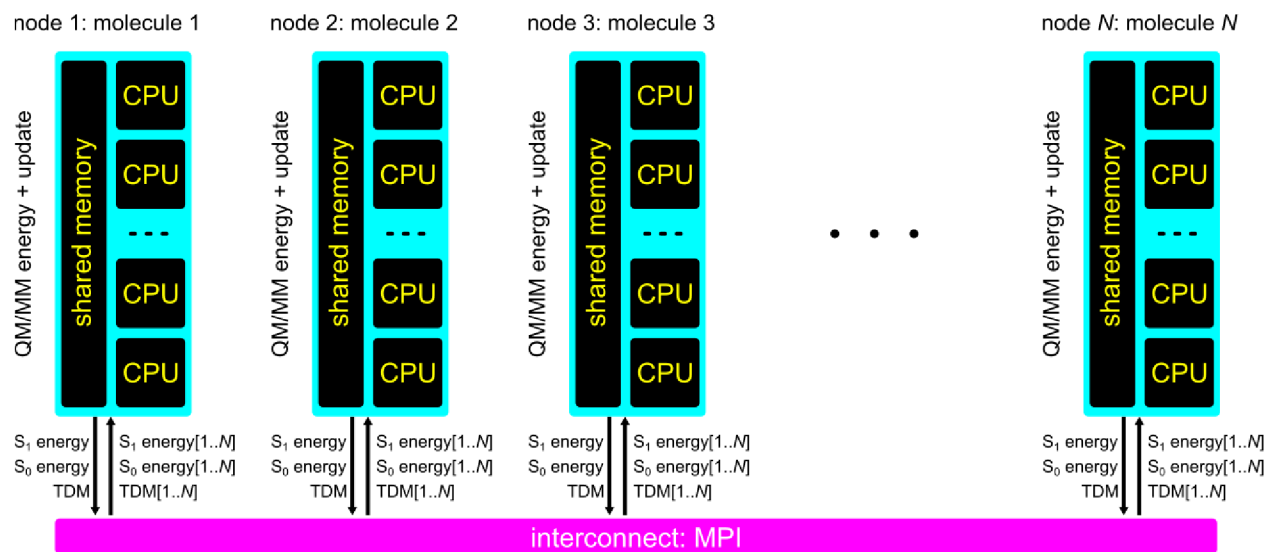 node 1: molecule 1
node 2: molecule 2
node 3: molecule 3
node N: molecule N
QM/MM energy + update
shared memory
CPU
CPU
- - -
CPU
CPU
QM/MM energy + update
shared memory
CPU
CPU
- - -
CPU
CPU
QM/MM energy + update
shared memory
CPU
CPU
- - -
CPU
CPU
• • •
QM/MM energy + update
shared memory
CPU
CPU
- - -
CPU
CPU
S₁ energy
S₀ energy
TDM
S₁ energy[1..N]
S₀ energy[1..N]
TDM[1..N]
S₁ energy
S₀ energy
TDM
S₁ energy[1..N]
S₀ energy[1..N]
TDM[1..N]
S₁ energy
S₀ energy
TDM
S₁ energy[1..N]
S₀ energy[1..N]
TDM[1..N]
S₁ energy
S₀ energy
TDM
S₁ energy[1..N]
S₀ energy[1..N]
TDM[1..N]
interconnect: MPI